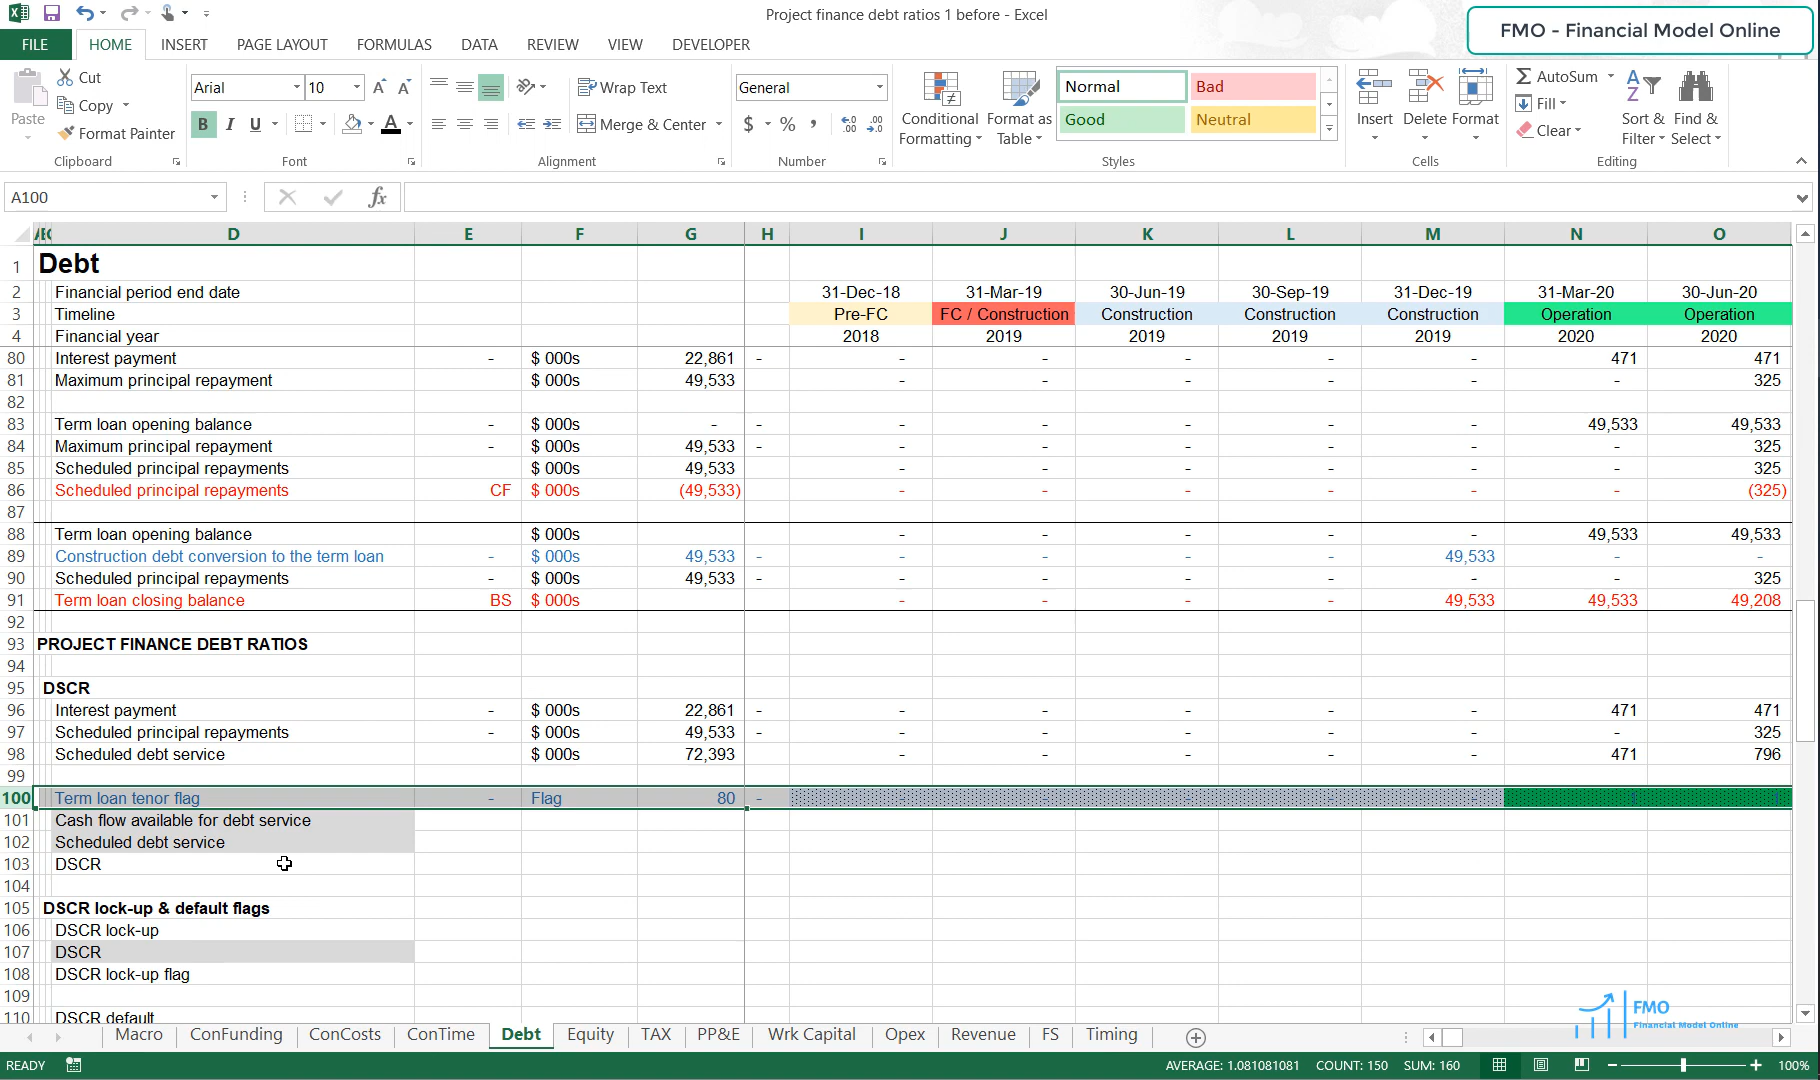 Project finance debt ratios 1 before - Excel
FMO - Financial Model Online
FILE HOME INSERT PAGE LAYOUT FORMULAS DATA REVIEW VIEW DEVELOPER
Paste
Cut
Copy
Format Painter
Clipboard
Arial 10
B I U
Font
Wrap Text
Merge & Center
Alignment
General
$ % ,
Number
Conditional Formatting
Format as Table
Normal Bad
Good Neutral
Styles
Insert Delete Format
Cells
AutoSum
Fill
Clear
Sort & Filter
Find & Select
Editing
A100
fx
D E F G H I J K L M N O
1 Debt
2 Financial period end date 31-Dec-18 31-Mar-19 30-Jun-19 30-Sep-19 31-Dec-19 31-Mar-20 30-Jun-20
3 Timeline Pre-FC FC / Construction Construction Construction Construction Operation Operation
4 Financial year 2018 2019 2019 2019 2019 2020 2020
80 Interest payment - $ 000s 22,861 - - - - - - 471 471
81 Maximum principal repayment $ 000s 49,533 - - - - - - 325
82
83 Term loan opening balance - $ 000s - - - - - - - 49,533 49,533
84 Maximum principal repayment - $ 000s 49,533 - - - - - - - 325
85 Scheduled principal repayments $ 000s 49,533 - - - - - - 325
86 Scheduled principal repayments CF $ 000s (49,533) - - - - - - (325)
87
88 Term loan opening balance $ 000s - - - - - 49,533 49,533
89 Construction debt conversion to the term loan - $ 000s 49,533 - - - - - 49,533 - -
90 Scheduled principal repayments - $ 000s 49,533 - - - - - - - 325
91 Term loan closing balance BS $ 000s - - - - 49,533 49,533 49,208
92
93 PROJECT FINANCE DEBT RATIOS
94
95 DSCR
96 Interest payment - $ 000s 22,861 - - - - - - 471 471
97 Scheduled principal repayments - $ 000s 49,533 - - - - - - - 325
98 Scheduled debt service $ 000s 72,393 - - - - - 471 796
99
100 Term loan tenor flag - Flag 80 -
101 Cash flow available for debt service
102 Scheduled debt service
103 DSCR
104
105 DSCR lock-up & default flags
106 DSCR lock-up
107 DSCR
108 DSCR lock-up flag
109
110 DSCR default
FMO
Financial Model Online
Macro ConFunding ConCosts ConTime Debt Equity TAX PP&E Wrk Capital Opex Revenue FS Timing
READY AVERAGE: 1.081081081 COUNT: 150 SUM: 160 100%